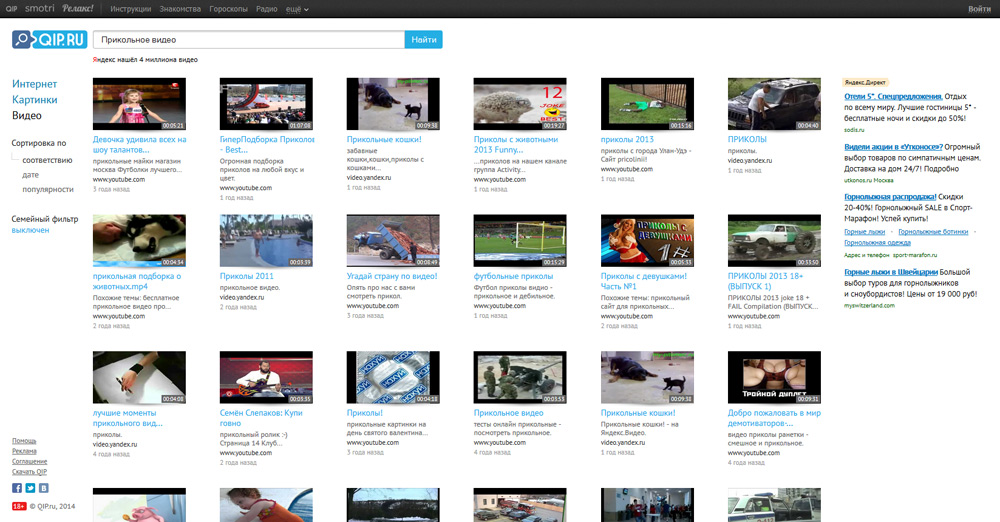 QIP smotri Релакс! Инструкции Знакомства Гороскопы Радио ещё Войти
QIP.RU Прикольное видео Найти
Яндекс нашёл 4 миллиона видео
Интернет
Картинки
Видео
Сортировка по
соответствию
дате
популярности
Семейный фильтр
выключен
00:05:21
Девочка удивила всех на
шоу талантов...
прикольные майки магазин
москва Футболки лучшего...
www.youtube.com
3 года назад
01:07:08
ГиперПодборка Приколов
- Best...
Огромная подборка
приколов на любой вкус и
цвет.
www.youtube.com
1 год назад
00:09:38
Прикольные кошки!
забавные
кошки,кошки,приколы с
кошками...
video.yandex.ru
1 год назад
12
JOKE
00:19:27
Приколы с животными
2013 Funny...
...приколов на нашем канале
группа Activity...
www.youtube.com
1 год назад
00:15:16
приколы 2013
приколы с города Улан-Удэ -
Сайт pricolinii!
www.youtube.com
1 год назад
00:04:40
ПРИКОЛЫ
приколы.
video.yandex.ru
1 год назад
00:04:34
прикольная подборка о
животных.mp4
Похожие темы: бесплатное
прикольное видео про...
www.youtube.com
2 года назад
00:03:39
Приколы 2011
прикольное видео.
video.yandex.ru
2 года назад
00:08:49
Угадай страну по видео!
Опять про нас с вами
смотреть прикол.
www.youtube.com
3 года назад
00:04:50
футбольные приколы
Футбол приколы видео -
прикольное и дебильное.
www.youtube.com
2 года назад
ПРИКОЛЫ С
ДЕВУШКАМИ
1
00:05:33
Приколы с девушками!
Часть №1
Похожие темы: прикольный
сайт для прикольных...
www.youtube.com
1 год назад
00:33:50
ПРИКОЛЫ 2013 18+
(ВЫПУСК 1)
ПРИКОЛЫ 2013 joke 18 +
FAIL Compilation (ВЫПУСК...
www.youtube.com
1 год назад
00:04:08
лучшие моменты
прикольного вид...
приколы.
video.yandex.ru
4 года назад
00:03:35
Семён Слепаков: Купи
говно
прикольный ролик :-)
Страница 14 Клуб...
www.youtube.com
2 года назад
00:04:18
Приколы!
прикольные картинки на
день святого валентина...
www.youtube.com
3 года назад
00:03:53
Прикольное видео
тесты онлайн прикольные -
посмотреть прикольное.
www.youtube.com
4 года назад
00:09:38
Прикольные кошки!
Прикольные кошки! - на
Яндекс.Видео.
video.yandex.ru
1 год назад
ТРОЙНОЙ ДУПЛЕТ
00:09:31
Добро пожаловать в мир
демотиваторов-...
видео приколы ранетки -
смешное и прикольное.
www.youtube.com
4 года назад
Яндекс.Директ
Отели 5*. Спецпредложения. Отдых
по всему миру. Лучшие гостиницы 5* -
бесплатные ночи и скидки до 50%!
sodis.ru
Видели акции в «Утконосе»? Огромный
выбор товаров по симпатичным ценам.
Доставка на дом 24/7! Подробно
utkonos.ru Москва
Горнолыжная распродажа! Скидки
20-40%! Горнолыжный SALE в Спорт-
Марафон! Успей купить!
Горные лыжи · Горнолыжные ботинки ·
Горнолыжная одежда
Адрес и телефон sport-marafon.ru
Горные лыжи в Швейцарии Большой
выбор туров для горнолыжников
и сноубордистов! Цены от 19 000 руб!
myswitzerland.com
Помощь
Реклама
Соглашение
Скачать QIP
18+ © QIP.ru, 2014